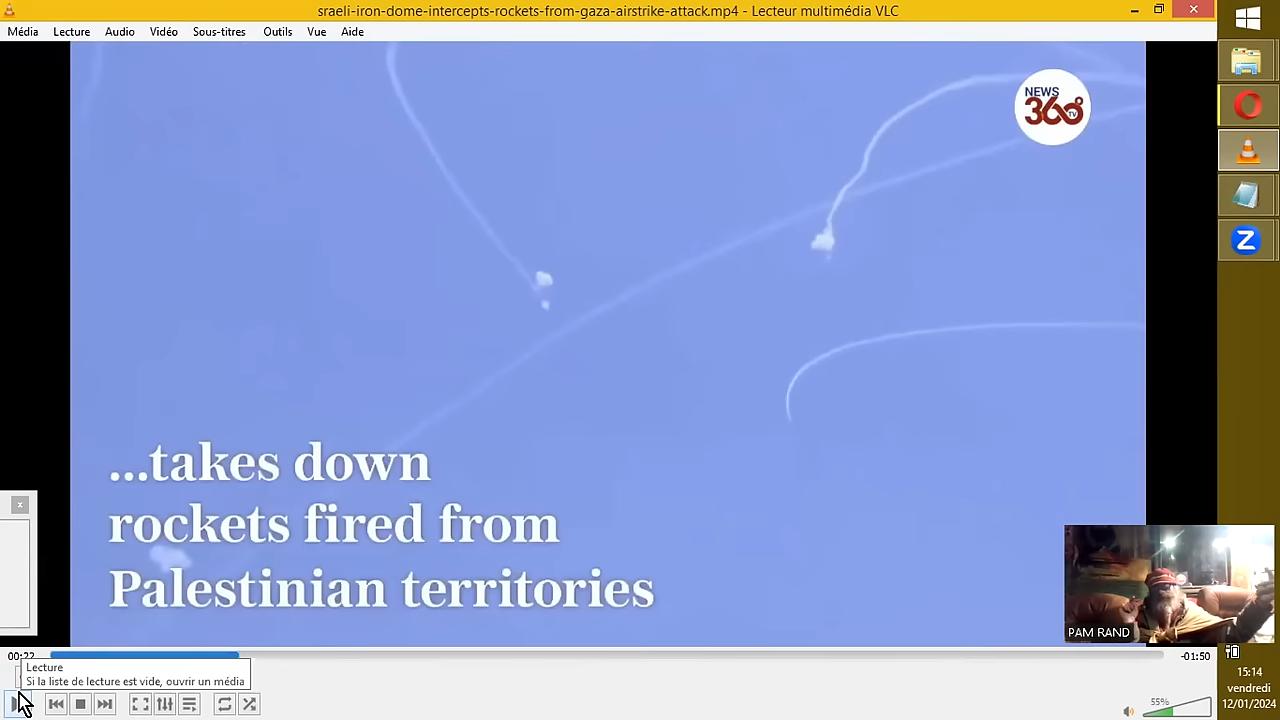 sraeli-iron-dome-intercepts-rockets-from-gaza-airstrike-attack.mp4 - Lecteur multimédia VLC
Média Lecture Audio Vidéo Sous-titres Outils Vue Aide
NEWS
360
TV
...takes down
rockets fired from
Palestinian territories
PAM RAND
00:22
-01:50
Lecture
Si la liste de lecture est vide, ouvrir un média
55%
15:14
vendredi
12/01/2024